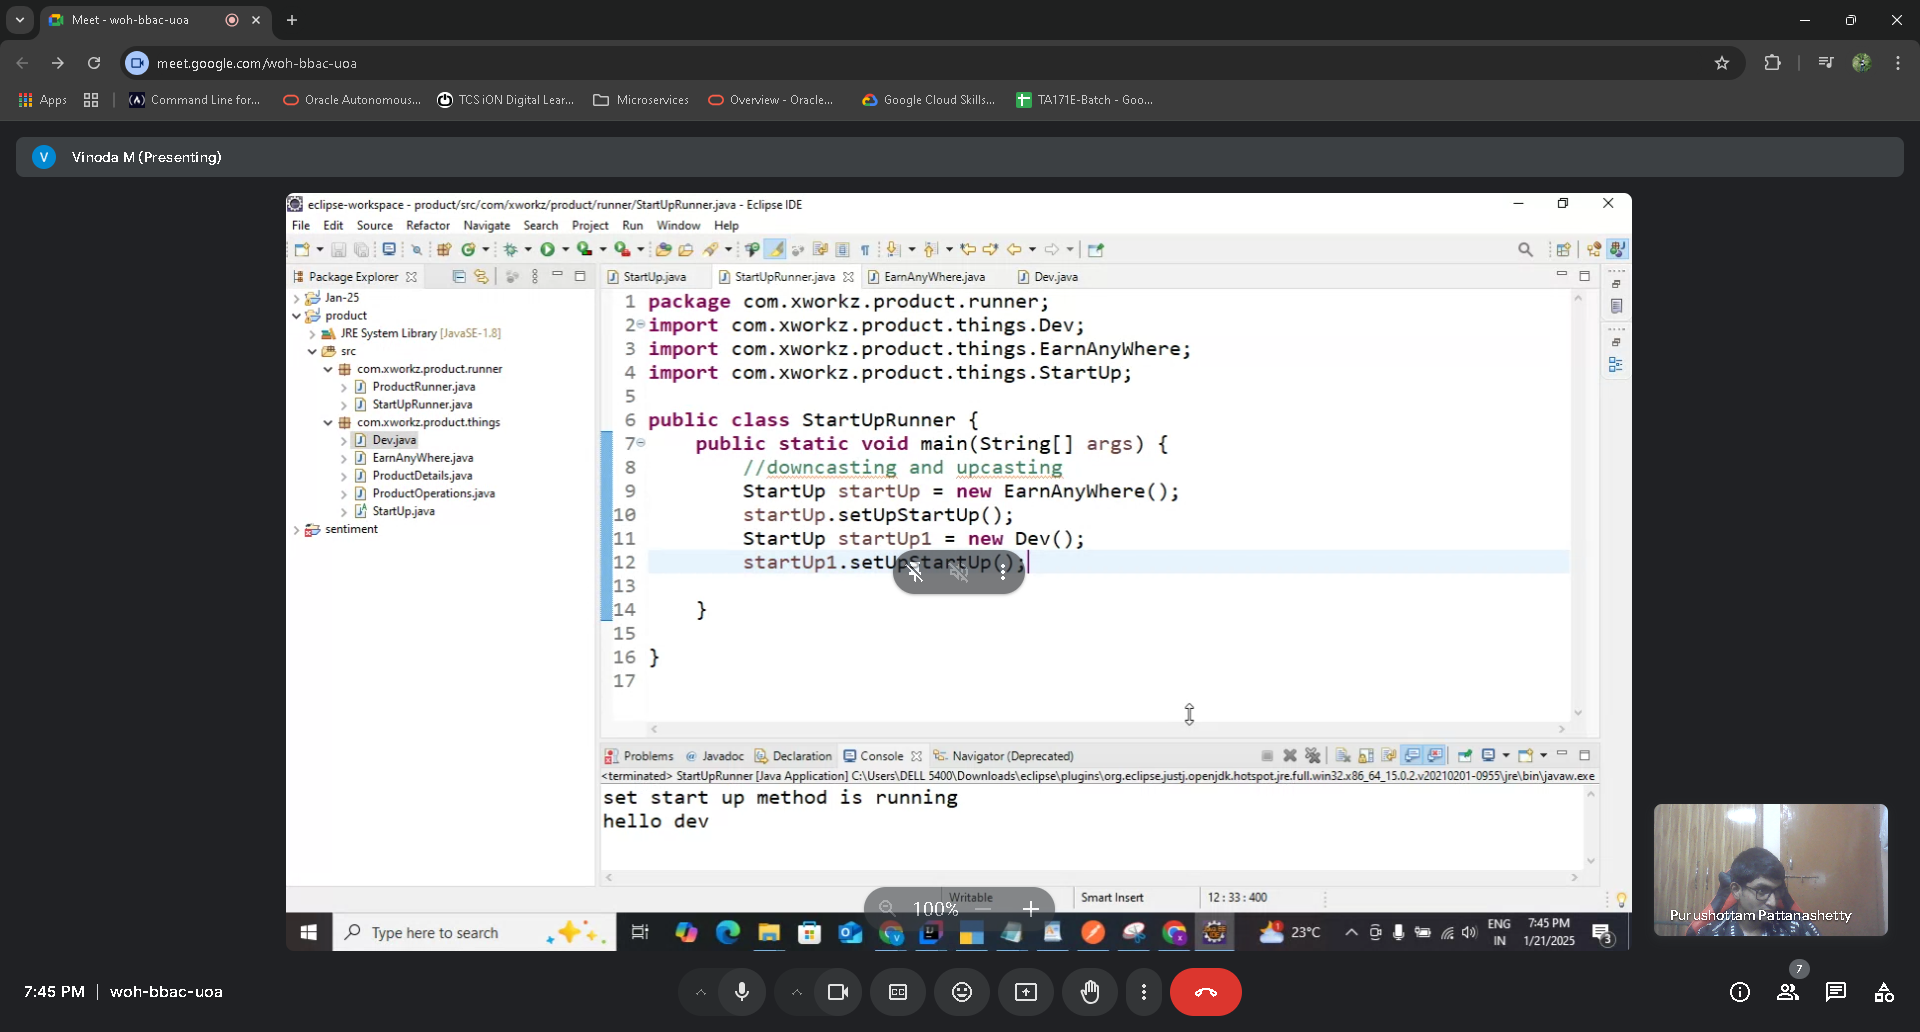 Meet - woh-bbac-uoa
meet.google.com/woh-bbac-uoa
Apps
Command Line for...
Oracle Autonomous...
TCS iON Digital Lear...
Microservices
Overview - Oracle...
Google Cloud Skills...
TA171E-Batch - Goo...
V
Vinoda M (Presenting)
eclipse-workspace - product/src/com/xworkz/product/runner/StartUpRunner.java - Eclipse IDE
File Edit Source Refactor Navigate Search Project Run Window Help
Package Explorer
StartUp.java
StartUpRunner.java
EarnAnyWhere.java
Dev.java
Jan-25
product
JRE System Library [JavaSE-1.8]
src
com.xworkz.product.runner
ProductRunner.java
StartUpRunner.java
com.xworkz.product.things
Dev.java
EarnAnyWhere.java
ProductDetails.java
ProductOperations.java
StartUp.java
sentiment
1 package com.xworkz.product.runner;
2 import com.xworkz.product.things.Dev;
3 import com.xworkz.product.things.EarnAnyWhere;
4 import com.xworkz.product.things.StartUp;
5
6 public class StartUpRunner {
7 public static void main(String[] args) {
8 //downcasting and upcasting
9 StartUp startUp = new EarnAnyWhere();
10 startUp.setUpStartUp();
11 StartUp startUp1 = new Dev();
12 startUp1.setUpStartUp();
13
14 }
15
16 }
17
Problems
Javadoc
Declaration
Console
Navigator (Deprecated)
<terminated> StartUpRunner [Java Application] C:\Users\DELL 5400\Downloads\eclipse\plugins\org.eclipse.justj.openjdk.hotspot.jre.full.win32.x86_64_15.0.2.v20210201-0955\jre\bin\javaw.exe
set start up method is running
hello dev
Writable
Smart Insert
12 : 33 : 400
100%
Type here to search
23°C
ENG
IN
7:45 PM
1/21/2025
3
Purushottam Pattanashetty
7:45 PM | woh-bbac-uoa
7